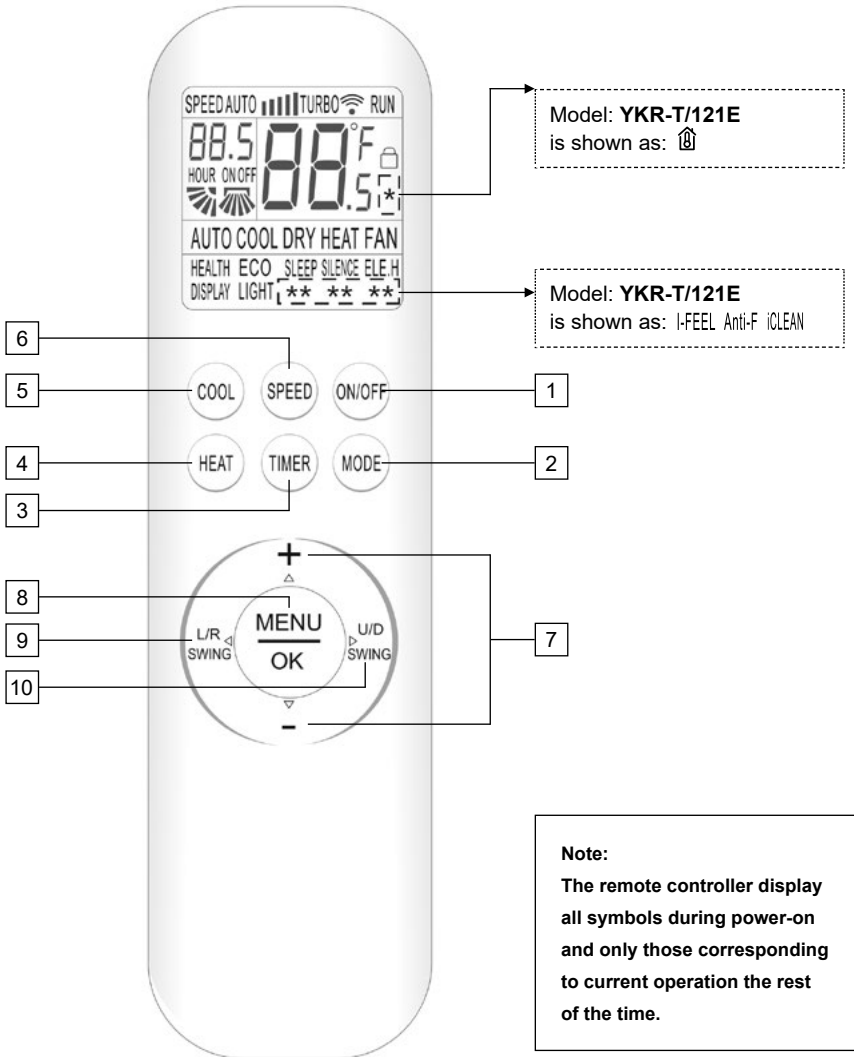 SPEED AUTO TURBO RUN
88.5 88.5 °F
HOUR ON OFF
*
AUTO COOL DRY HEAT FAN
HEALTH ECO SLEEP SILENCE ELE.H
DISPLAY LIGHT ** ** **
Model: YKR-T/121E
is shown as:
Model: YKR-T/121E
is shown as: I-FEEL Anti-F iCLEAN
6
5
COOL SPEED ON/OFF
1
4
HEAT TIMER MODE
2
3
+
8
MENU
OK
9
L/R
SWING
U/D
SWING
7
10
-
Note:
The remote controller display
all symbols during power-on
and only those corresponding
to current operation the rest
of the time.